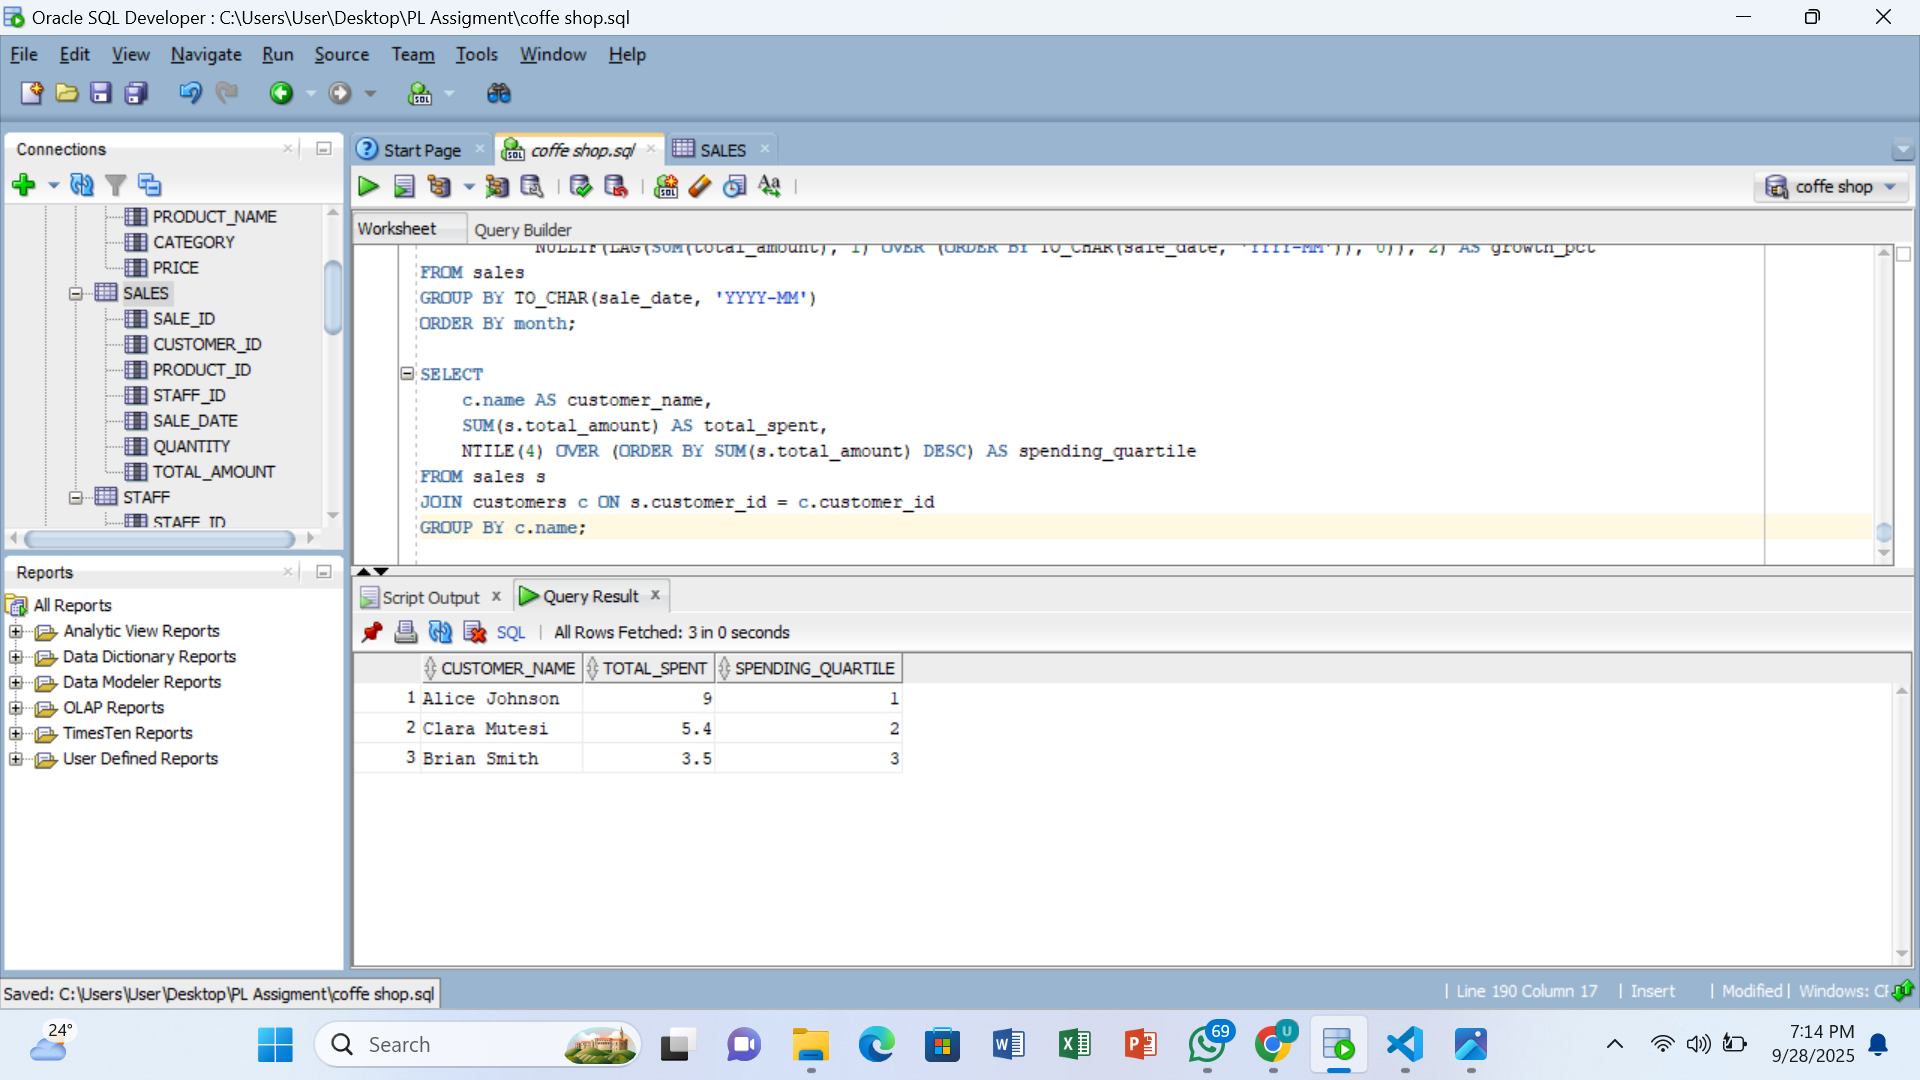 Oracle SQL Developer : C:\Users\User\Desktop\PL Assigment\coffe shop.sql
File Edit View Navigate Run Source Team Tools Window Help
Connections
PRODUCT_NAME
CATEGORY
PRICE
SALES
SALE_ID
CUSTOMER_ID
PRODUCT_ID
STAFF_ID
SALE_DATE
QUANTITY
TOTAL_AMOUNT
STAFF
STAFF_ID
Reports
All Reports
Analytic View Reports
Data Dictionary Reports
Data Modeler Reports
OLAP Reports
TimesTen Reports
User Defined Reports
Start Page coffe shop.sql SALES
coffe shop
Worksheet Query Builder
NULLIF(LAG(SUM(total_amount), 1) OVER (ORDER BY TO_CHAR(sale_date, 'YYYY-MM')), 0)), 2) AS growth_pct
FROM sales
GROUP BY TO_CHAR(sale_date, 'YYYY-MM')
ORDER BY month;
SELECT
c.name AS customer_name,
SUM(s.total_amount) AS total_spent,
NTILE(4) OVER (ORDER BY SUM(s.total_amount) DESC) AS spending_quartile
FROM sales s
JOIN customers c ON s.customer_id = c.customer_id
GROUP BY c.name;
Script Output Query Result
SQL All Rows Fetched: 3 in 0 seconds
CUSTOMER_NAME TOTAL_SPENT SPENDING_QUARTILE
1 Alice Johnson 9 1
2 Clara Mutesi 5.4 2
3 Brian Smith 3.5 3
Saved: C:\Users\User\Desktop\PL Assigment\coffe shop.sql
Line 190 Column 17 Insert Modified Windows:
24°
Search
69
U
7:14 PM
9/28/2025